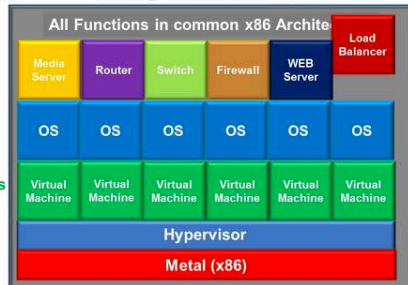 All Functions in common x86 Archite
Media Server
Router
Switch
Firewall
WEB Server
Load Balancer
OS OS OS OS OS OS
Virtual Machine
Virtual Machine
Virtual Machine
Virtual Machine
Virtual Machine
Virtual Machine
Hypervisor
Metal (x86)